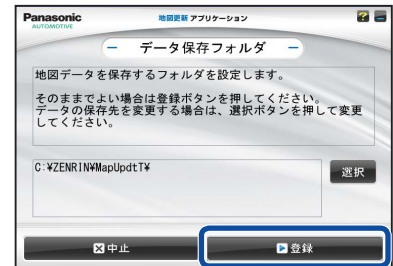 Panasonic
AUTOMOTIVE
地図更新 アプリケーション
?
データ保存フォルダ
地図データを保存するフォルダを設定します。
そのままでよい場合は登録ボタンを押してください。
データの保存先を変更する場合は、選択ボタンを押して変更
してください。
C:¥ZENRIN¥MapUpdtT¥
選択
中止
登録